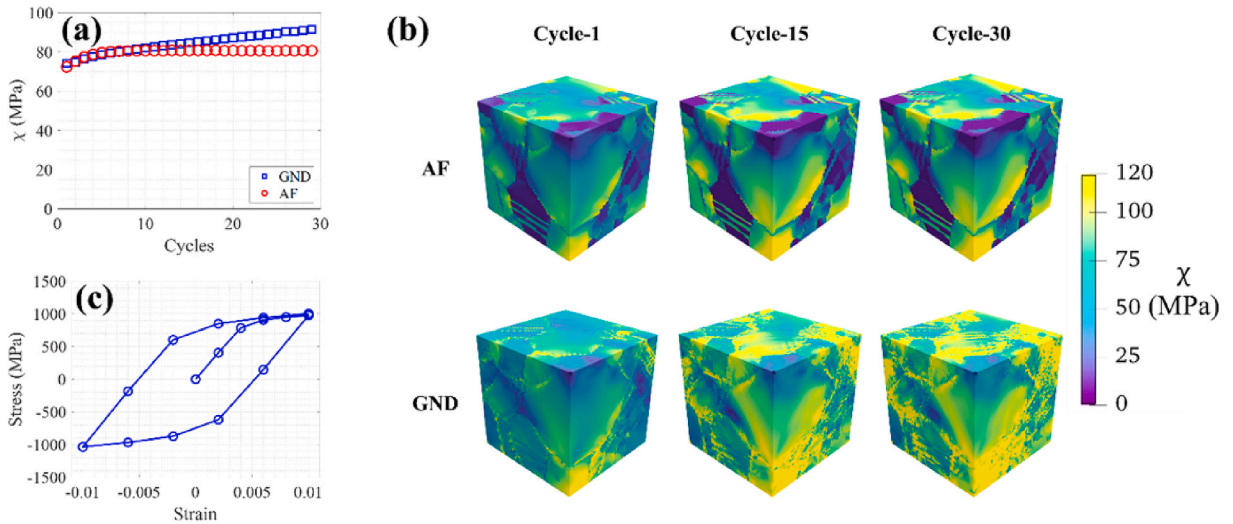 (a)
100
80
60
40
20
0
χ (MPa)
0 10 20 30
Cycles
GND
AF
(b)
Cycle-1 Cycle-15 Cycle-30
AF
GND
120
100
75
50
25
0
χ
(MPa)
(c)
1500
1000
500
0
-500
-1000
-1500
Stress (MPa)
-0.01 -0.005 0 0.005 0.01
Strain